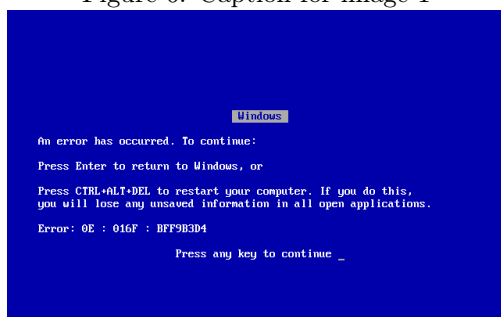 Figure 6: Caption for image 1
Windows
An error has occurred. To continue:
Press Enter to return to Windows, or
Press CTRL+ALT+DEL to restart your computer. If you do this,
you will lose any unsaved information in all open applications.
Error: 0E : 016F : BFF9B3D4
Press any key to continue _